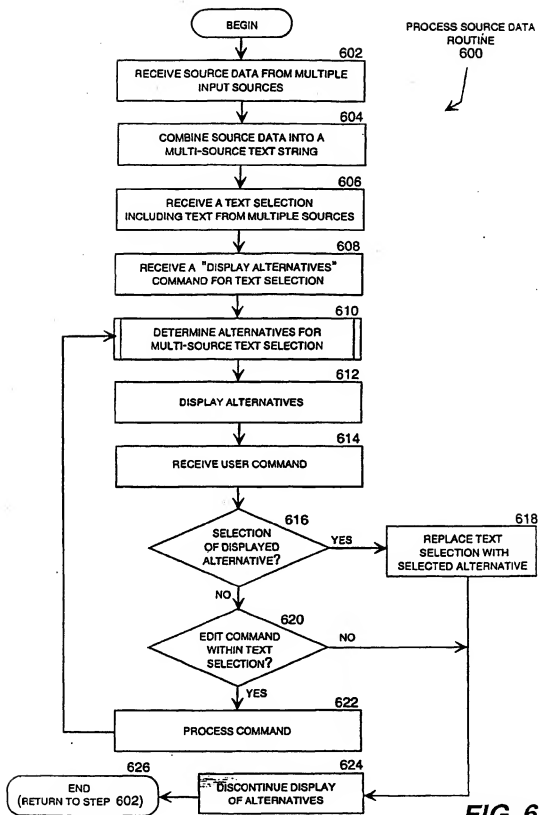 BEGIN
PROCESS SOURCE DATA
ROUTINE
600
602
RECEIVE SOURCE DATA FROM MULTIPLE
INPUT SOURCES
604
COMBINE SOURCE DATA INTO A
MULTI-SOURCE TEXT STRING
606
RECEIVE A TEXT SELECTION
INCLUDING TEXT FROM MULTIPLE SOURCES
608
RECEIVE A "DISPLAY ALTERNATIVES"
COMMAND FOR TEXT SELECTION
610
DETERMINE ALTERNATIVES FOR
MULTI-SOURCE TEXT SELECTION
612
DISPLAY ALTERNATIVES
614
RECEIVE USER COMMAND
616
SELECTION
OF DISPLAYED
ALTERNATIVE?
YES
618
REPLACE TEXT
SELECTION WITH
SELECTED ALTERNATIVE
NO
620
EDIT COMMAND
WITHIN TEXT
SELECTION?
NO
YES
622
PROCESS COMMAND
624
DISCONTINUE DISPLAY
OF ALTERNATIVES
626
END
(RETURN TO STEP 602)
FIG. 6